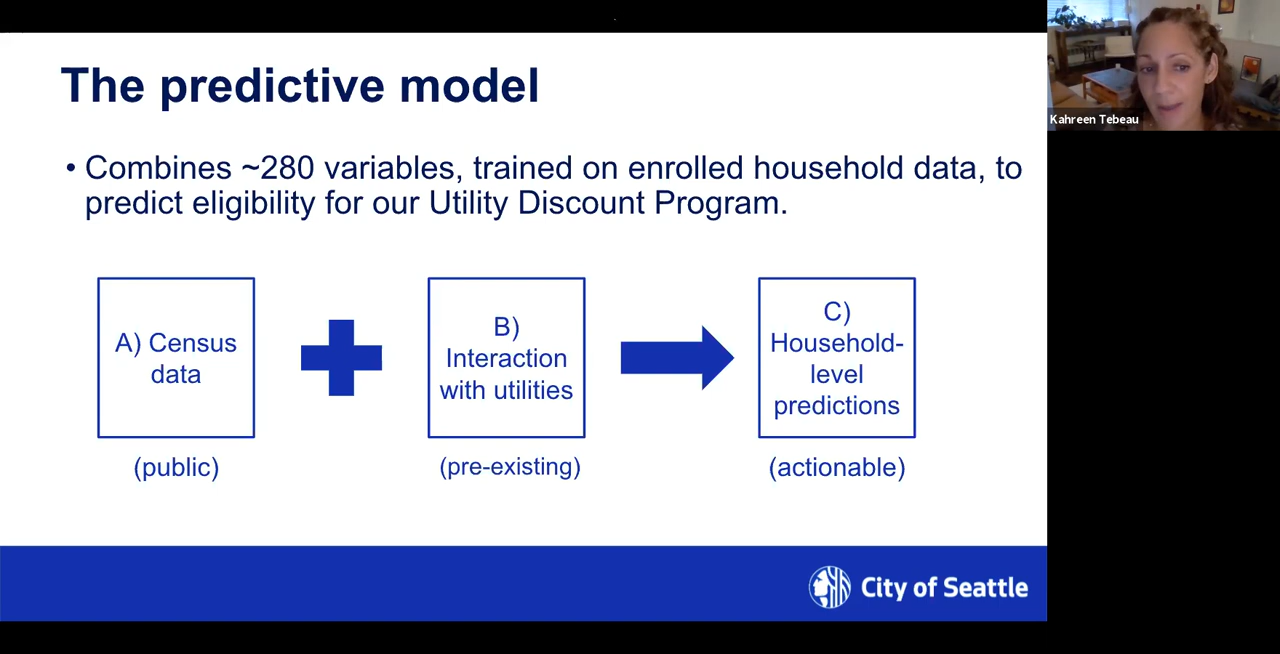 The predictive model
• Combines ~280 variables, trained on enrolled household data, to
predict eligibility for our Utility Discount Program.
A) Census
data
(public)
B)
Interaction
with utilities
(pre-existing)
C)
Household-
level
predictions
(actionable)
City of Seattle
Kahreen Tebeau